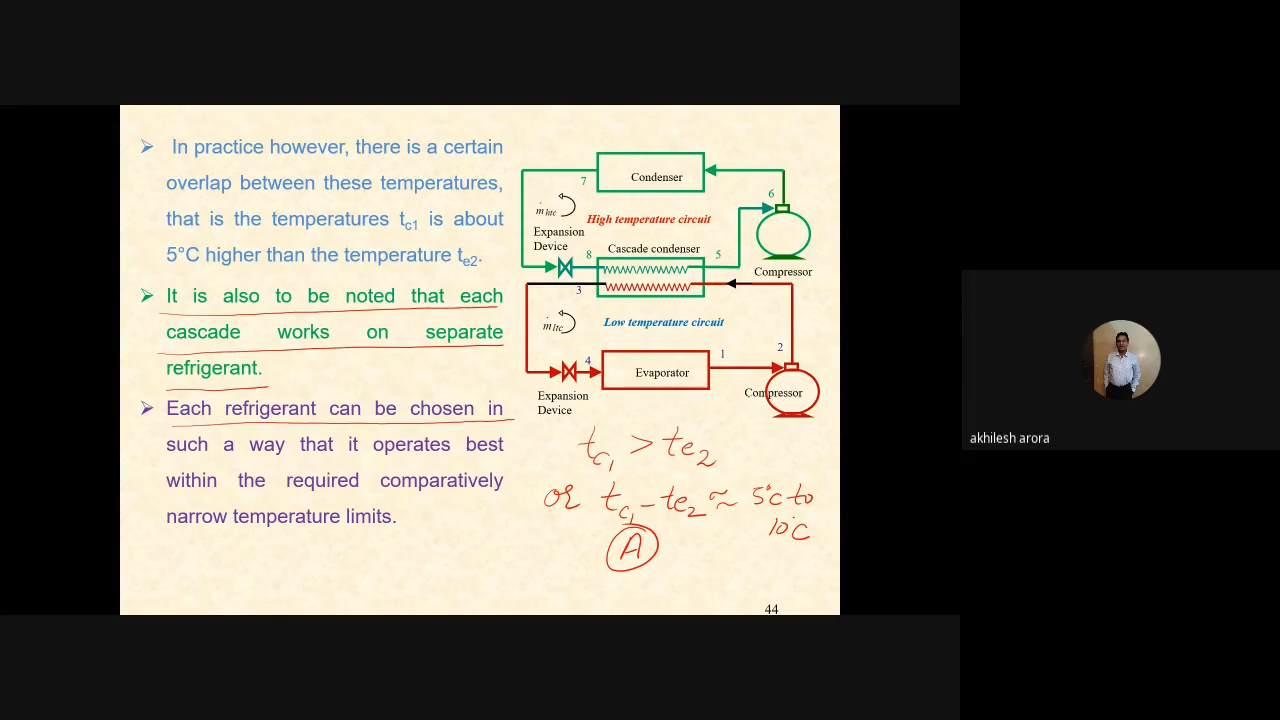 ➢ In practice however, there is a certain
overlap between these temperatures,
that is the temperatures tc1 is about
5°C higher than the temperature te2.
➢ It is also to be noted that each
cascade works on separate
refrigerant.
➢ Each refrigerant can be chosen in
such a way that it operates best
within the required comparatively
narrow temperature limits.
Condenser
7
6
ṁhtc
High temperature circuit
Expansion
Device
Cascade condenser
8
5
Compressor
3
ṁltc
Low temperature circuit
4
1
2
Evaporator
Compressor
Expansion
Device
tc1 > te2
or tc1 - te2 ≈ 5°C to
10°C
A
44
akhilesh arora